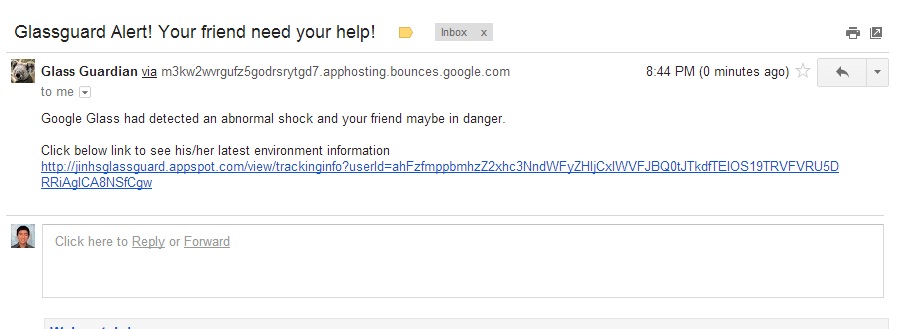 Glassguard Alert! Your friend need your help!
Inbox x
Glass Guardian via m3kw2wvrgufz5godrsrytgd7.apphosting.bounces.google.com
8:44 PM (0 minutes ago)
to me
Google Glass had detected an abnormal shock and your friend maybe in danger.
Click below link to see his/her latest environment information
http://jinhsglassguard.appspot.com/view/trackinginfo?userId=ahFzfmppbmhzZ2xhc3NndWFyZHIjCxIWVFJBQ0tJTkdfTElOS19TRVFVRU5D
RRiAgICA8NSfCgw
Click here to Reply or Forward